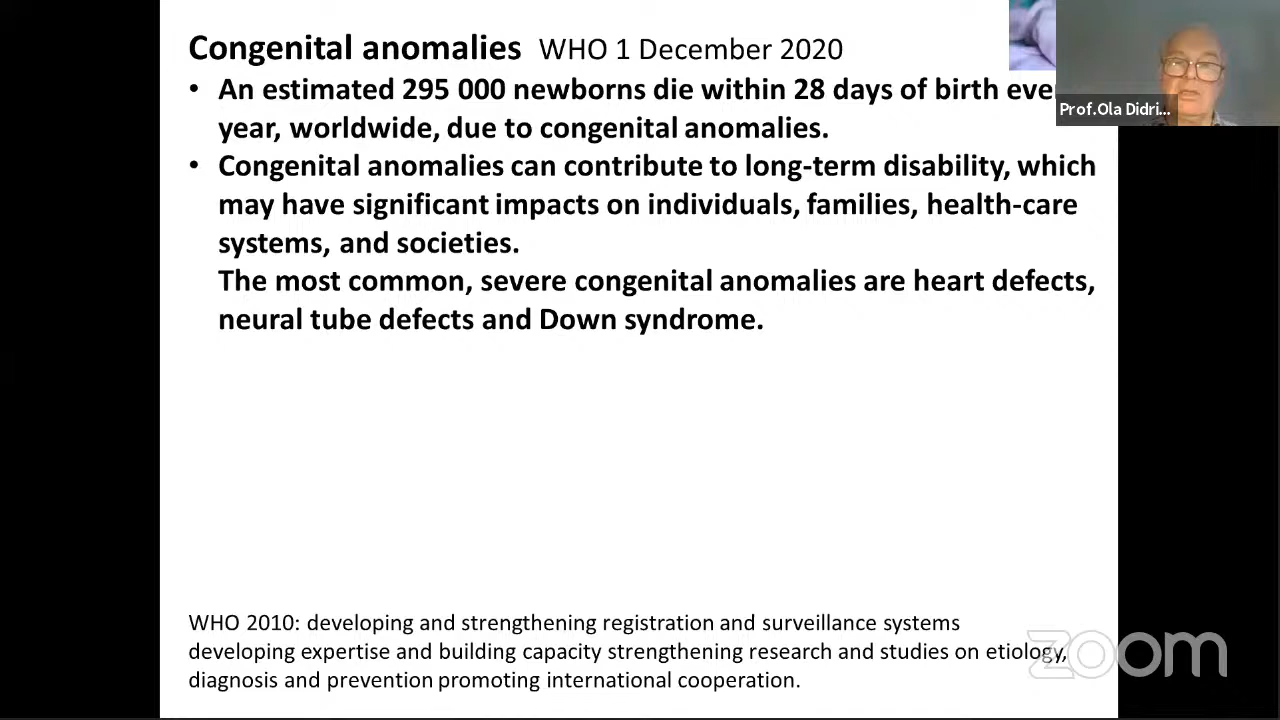 Congenital anomalies WHO 1 December 2020
• An estimated 295 000 newborns die within 28 days of birth
year, worldwide, due to congenital anomalies.
• Congenital anomalies can contribute to long-term disability, which
may have significant impacts on individuals, families, health-care
systems, and societies.
The most common, severe congenital anomalies are heart defects,
neural tube defects and Down syndrome.
WHO 2010: developing and strengthening registration and surveillance systems
developing expertise and building capacity strengthening research and studies on etiology,
diagnosis and prevention promoting international cooperation.
Prof.Ola Didri...
zoom